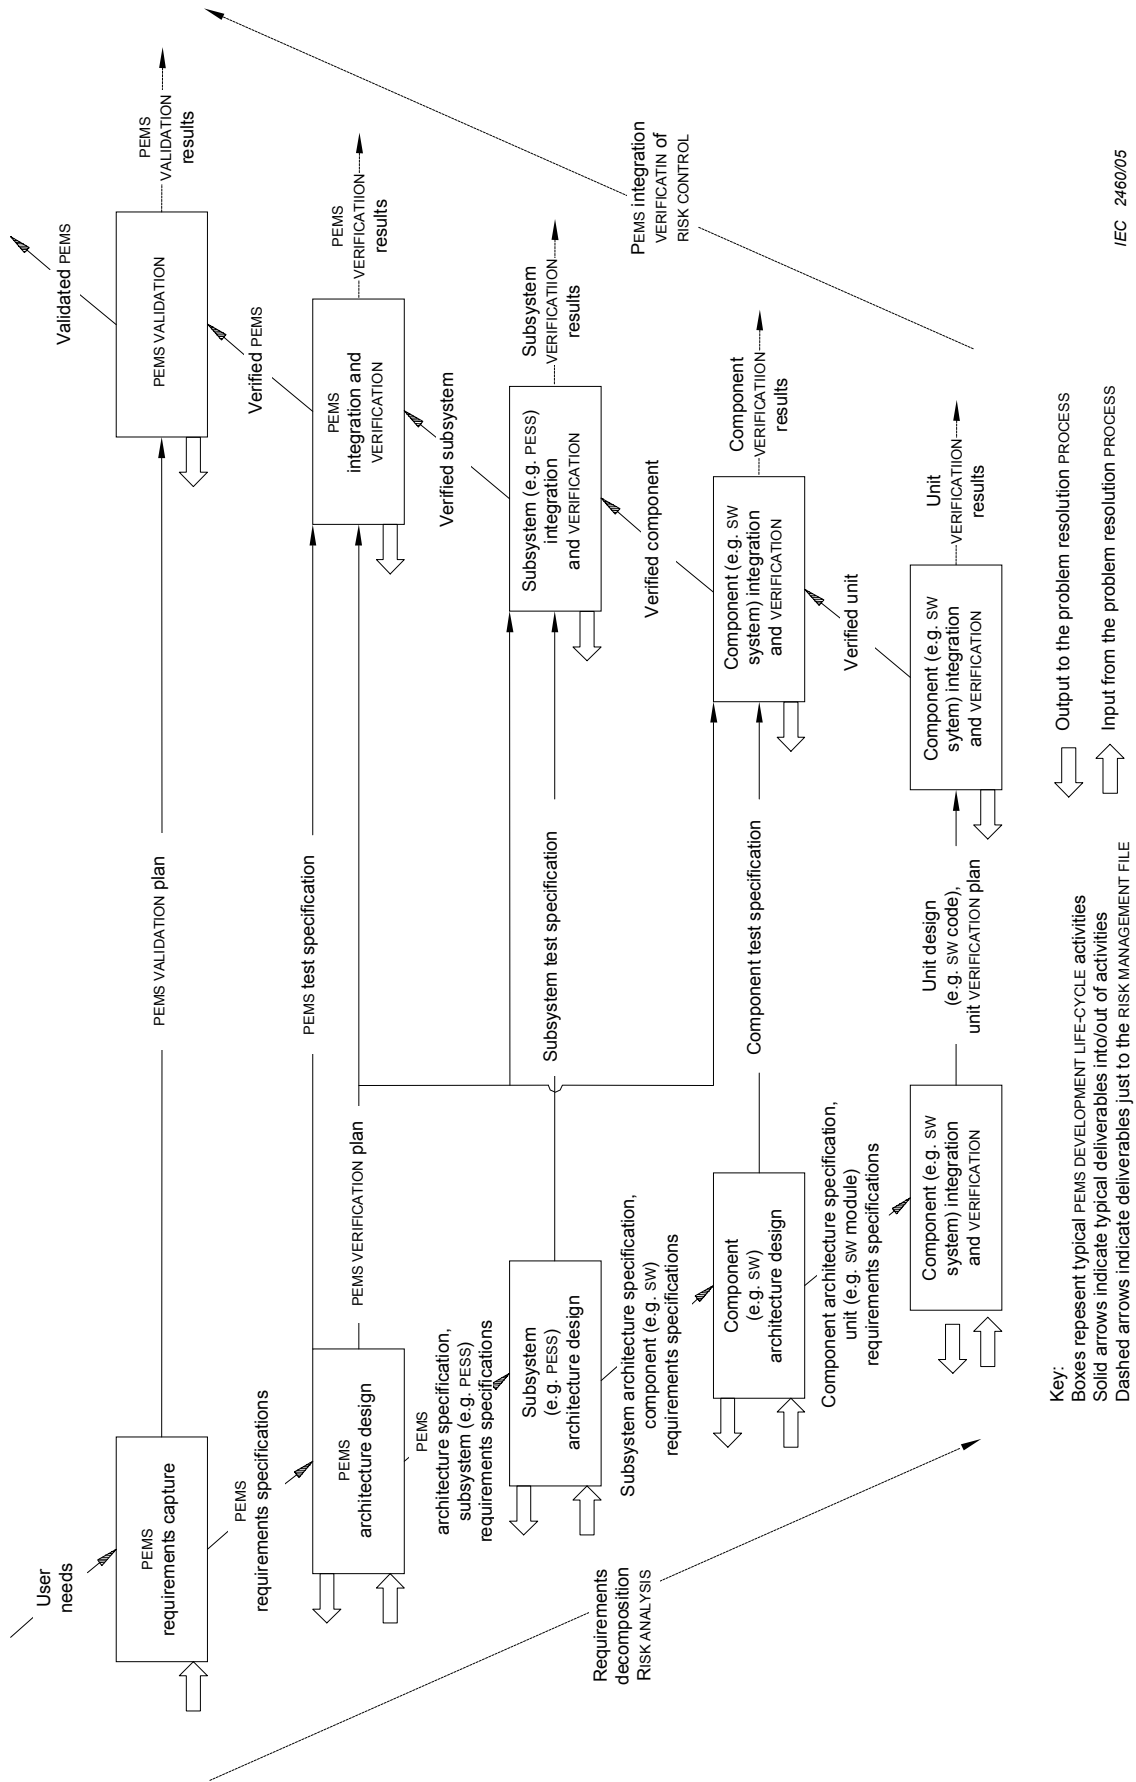 User
needs
Validated PEMS
PEMS
requirements capture
PEMS VALIDATION plan
PEMS VALIDATION
PEMS
VALIDATION
results
PEMS
requirements specifications
Verified PEMS
PEMS
architecture design
PEMS test specification
PEMS VERIFICATION plan
PEMS
integration and
VERIFICATION
PEMS
VERIFICATIION
results
PEMS
architecture specification,
subsystem (e.g. PESS)
requirements specifications
Verified subsystem
Subsystem
(e.g. PESS)
architecture design
Subsystem test specification
Subsystem (e.g. PESS)
integration
and VERIFICATION
Subsystem
VERIFICATIION
results
Requirements
decomposition
RISK ANALYSIS
Subsystem architecture specification,
component (e.g. SW)
requirements specifications
Verified component
PEMS integration
VERIFICATIN of
RISK CONTROL
Component
(e.g. SW)
architecture design
Component test specification
Component (e.g. SW
system) integration
and VERIFICATION
Component
VERIFICATIION
results
Component architecture specification,
unit (e.g. SW module)
requirements specifications
Verified unit
Component (e.g. SW
system) integration
and VERIFICATION
Unit design
(e.g. SW code),
unit VERIFICATION plan
Component (e.g. SW
sytem) integration
and VERIFICATION
Unit
VERIFICATIION
results
Key:
Boxes repesent typical PEMS DEVELOPMENT LIFE-CYCLE activities
Solid arrows indicate typical deliverables into/out of activities
Dashed arrows indicate deliverables just to the RISK MANAGEMENT FILE
Output to the problem resolution PROCESS
Input from the problem resolution PROCESS
IEC 2460/05